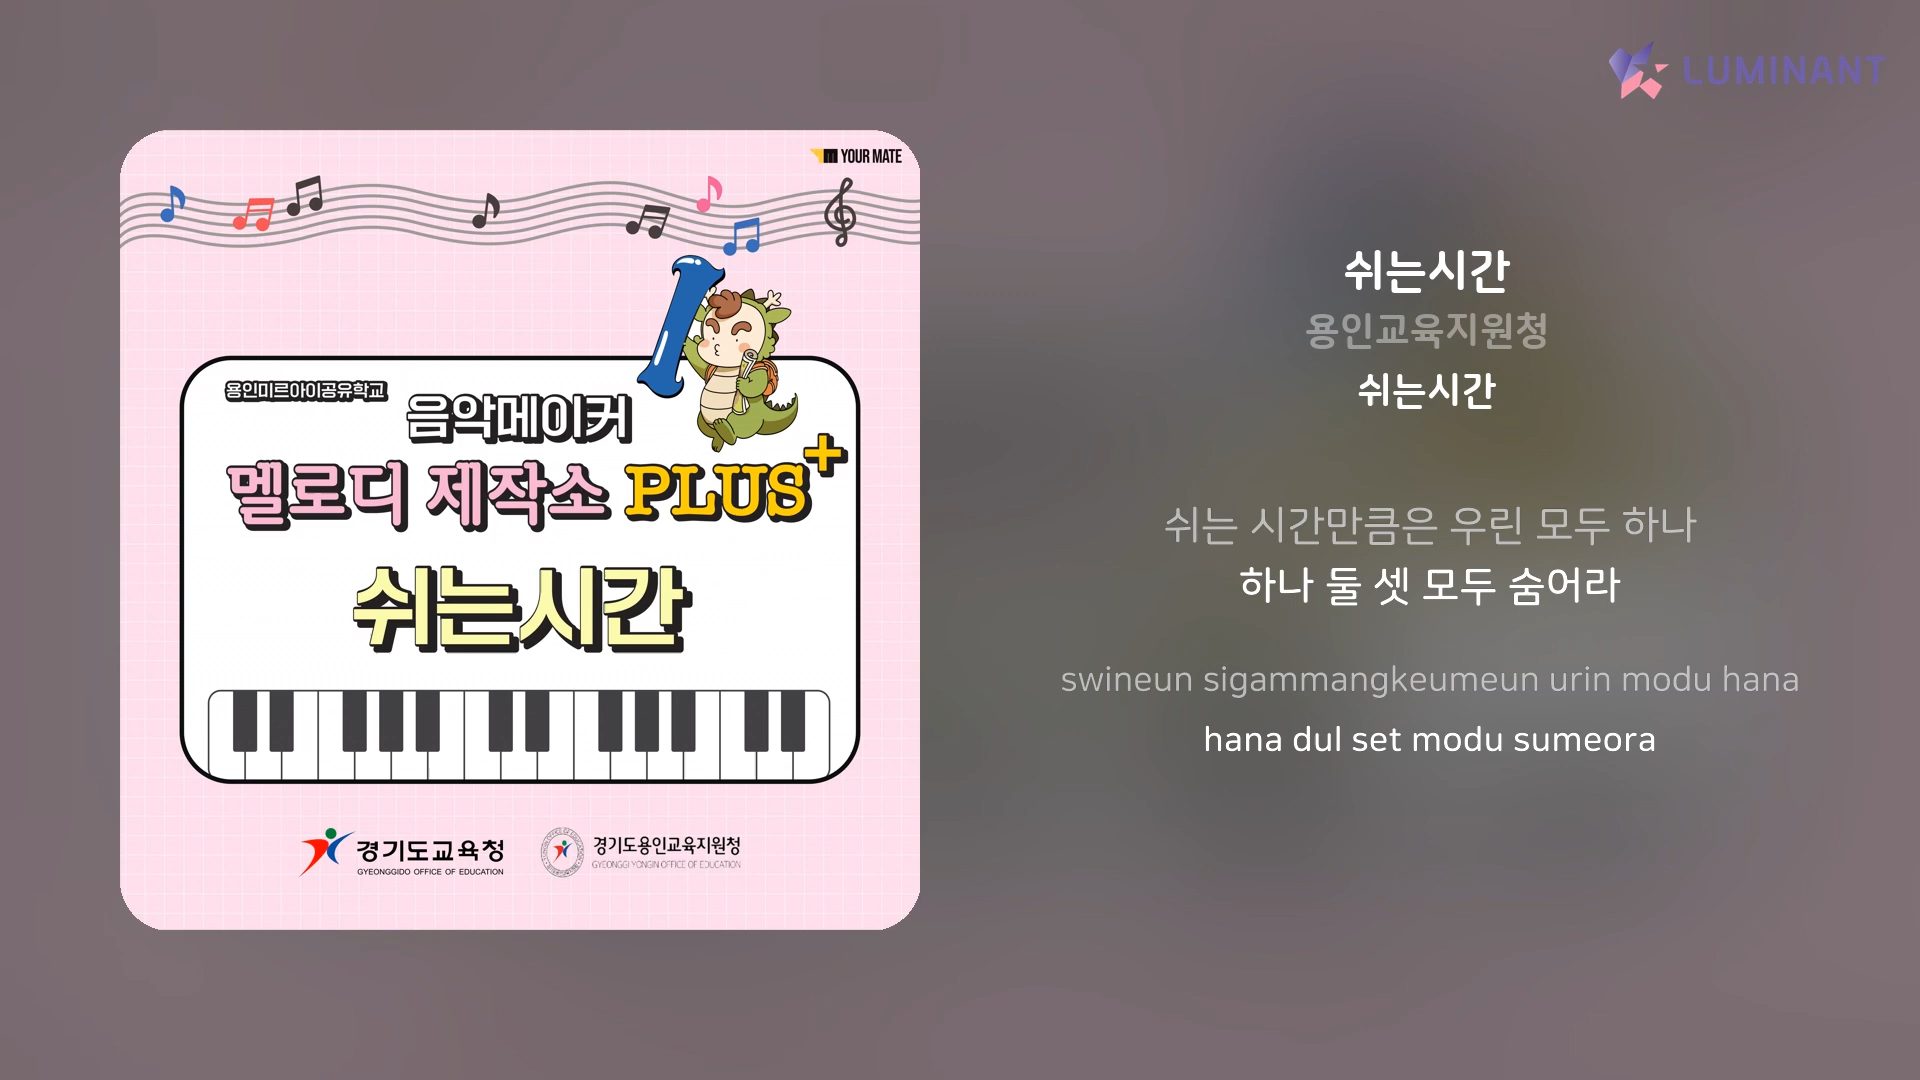 LUMINANT
YOUR MATE
용인미르아이공유학교
음악메이커
멜로디 제작소 PLUS+
쉬는시간
경기도교육청
GYEONGGIDO OFFICE OF EDUCATION
경기도용인교육지원청
GYEONGGI YONGIN OFFICE OF EDUCATION
쉬는시간
용인교육지원청
쉬는시간
쉬는 시간만큼은 우린 모두 하나
하나 둘 셋 모두 숨어라
swineun sigammangkeumeun urin modu hana
hana dul set modu sumeora